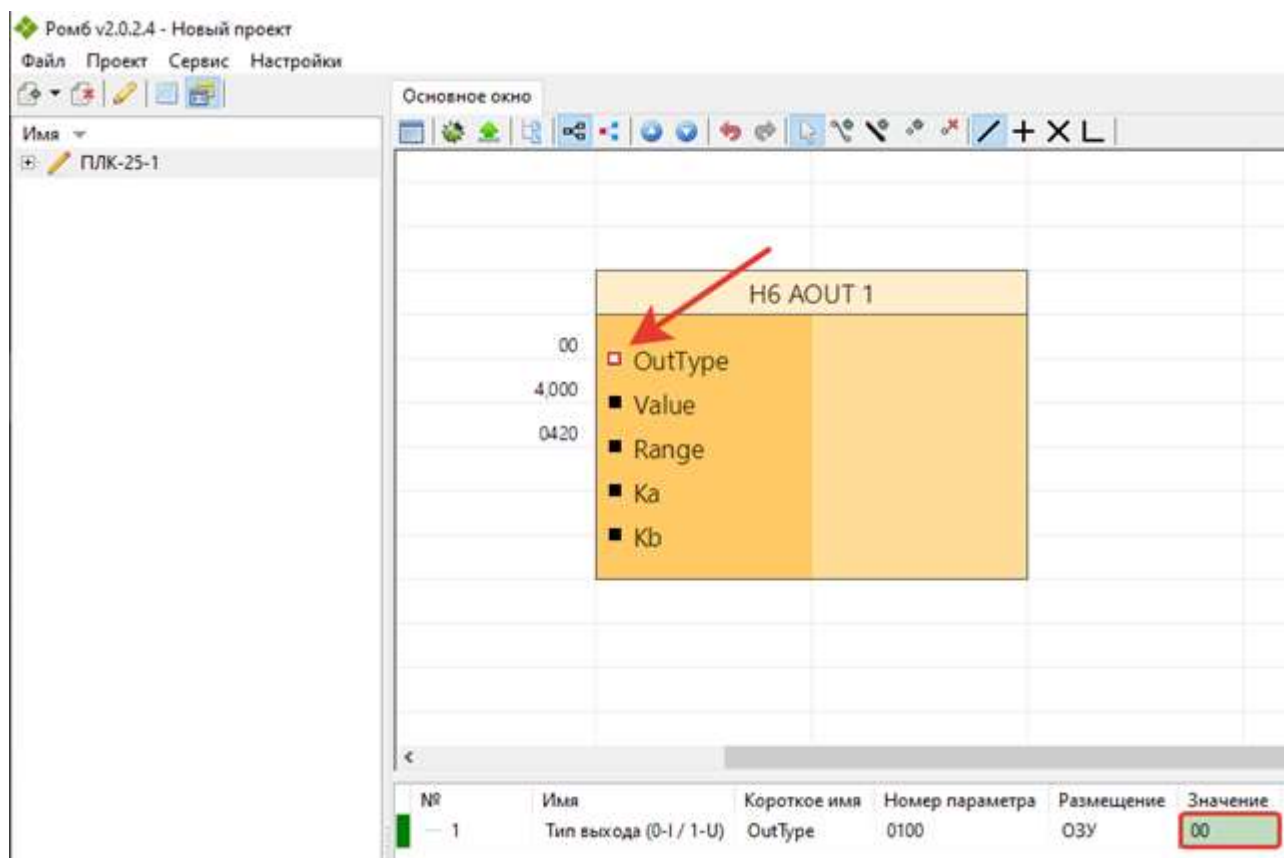 Ромб v2.0.2.4 - Новый проект
Файл Проект Сервис Настройки
Основное окно
Имя
ПЛК-25-1
H6 AOUT 1
00
OutType
4,000
Value
0420
Range
Ka
Kb
№ Имя Короткое имя Номер параметра Размещение Значение
1 Тип выхода (0-I / 1-U) OutType 0100 ОЗУ 00